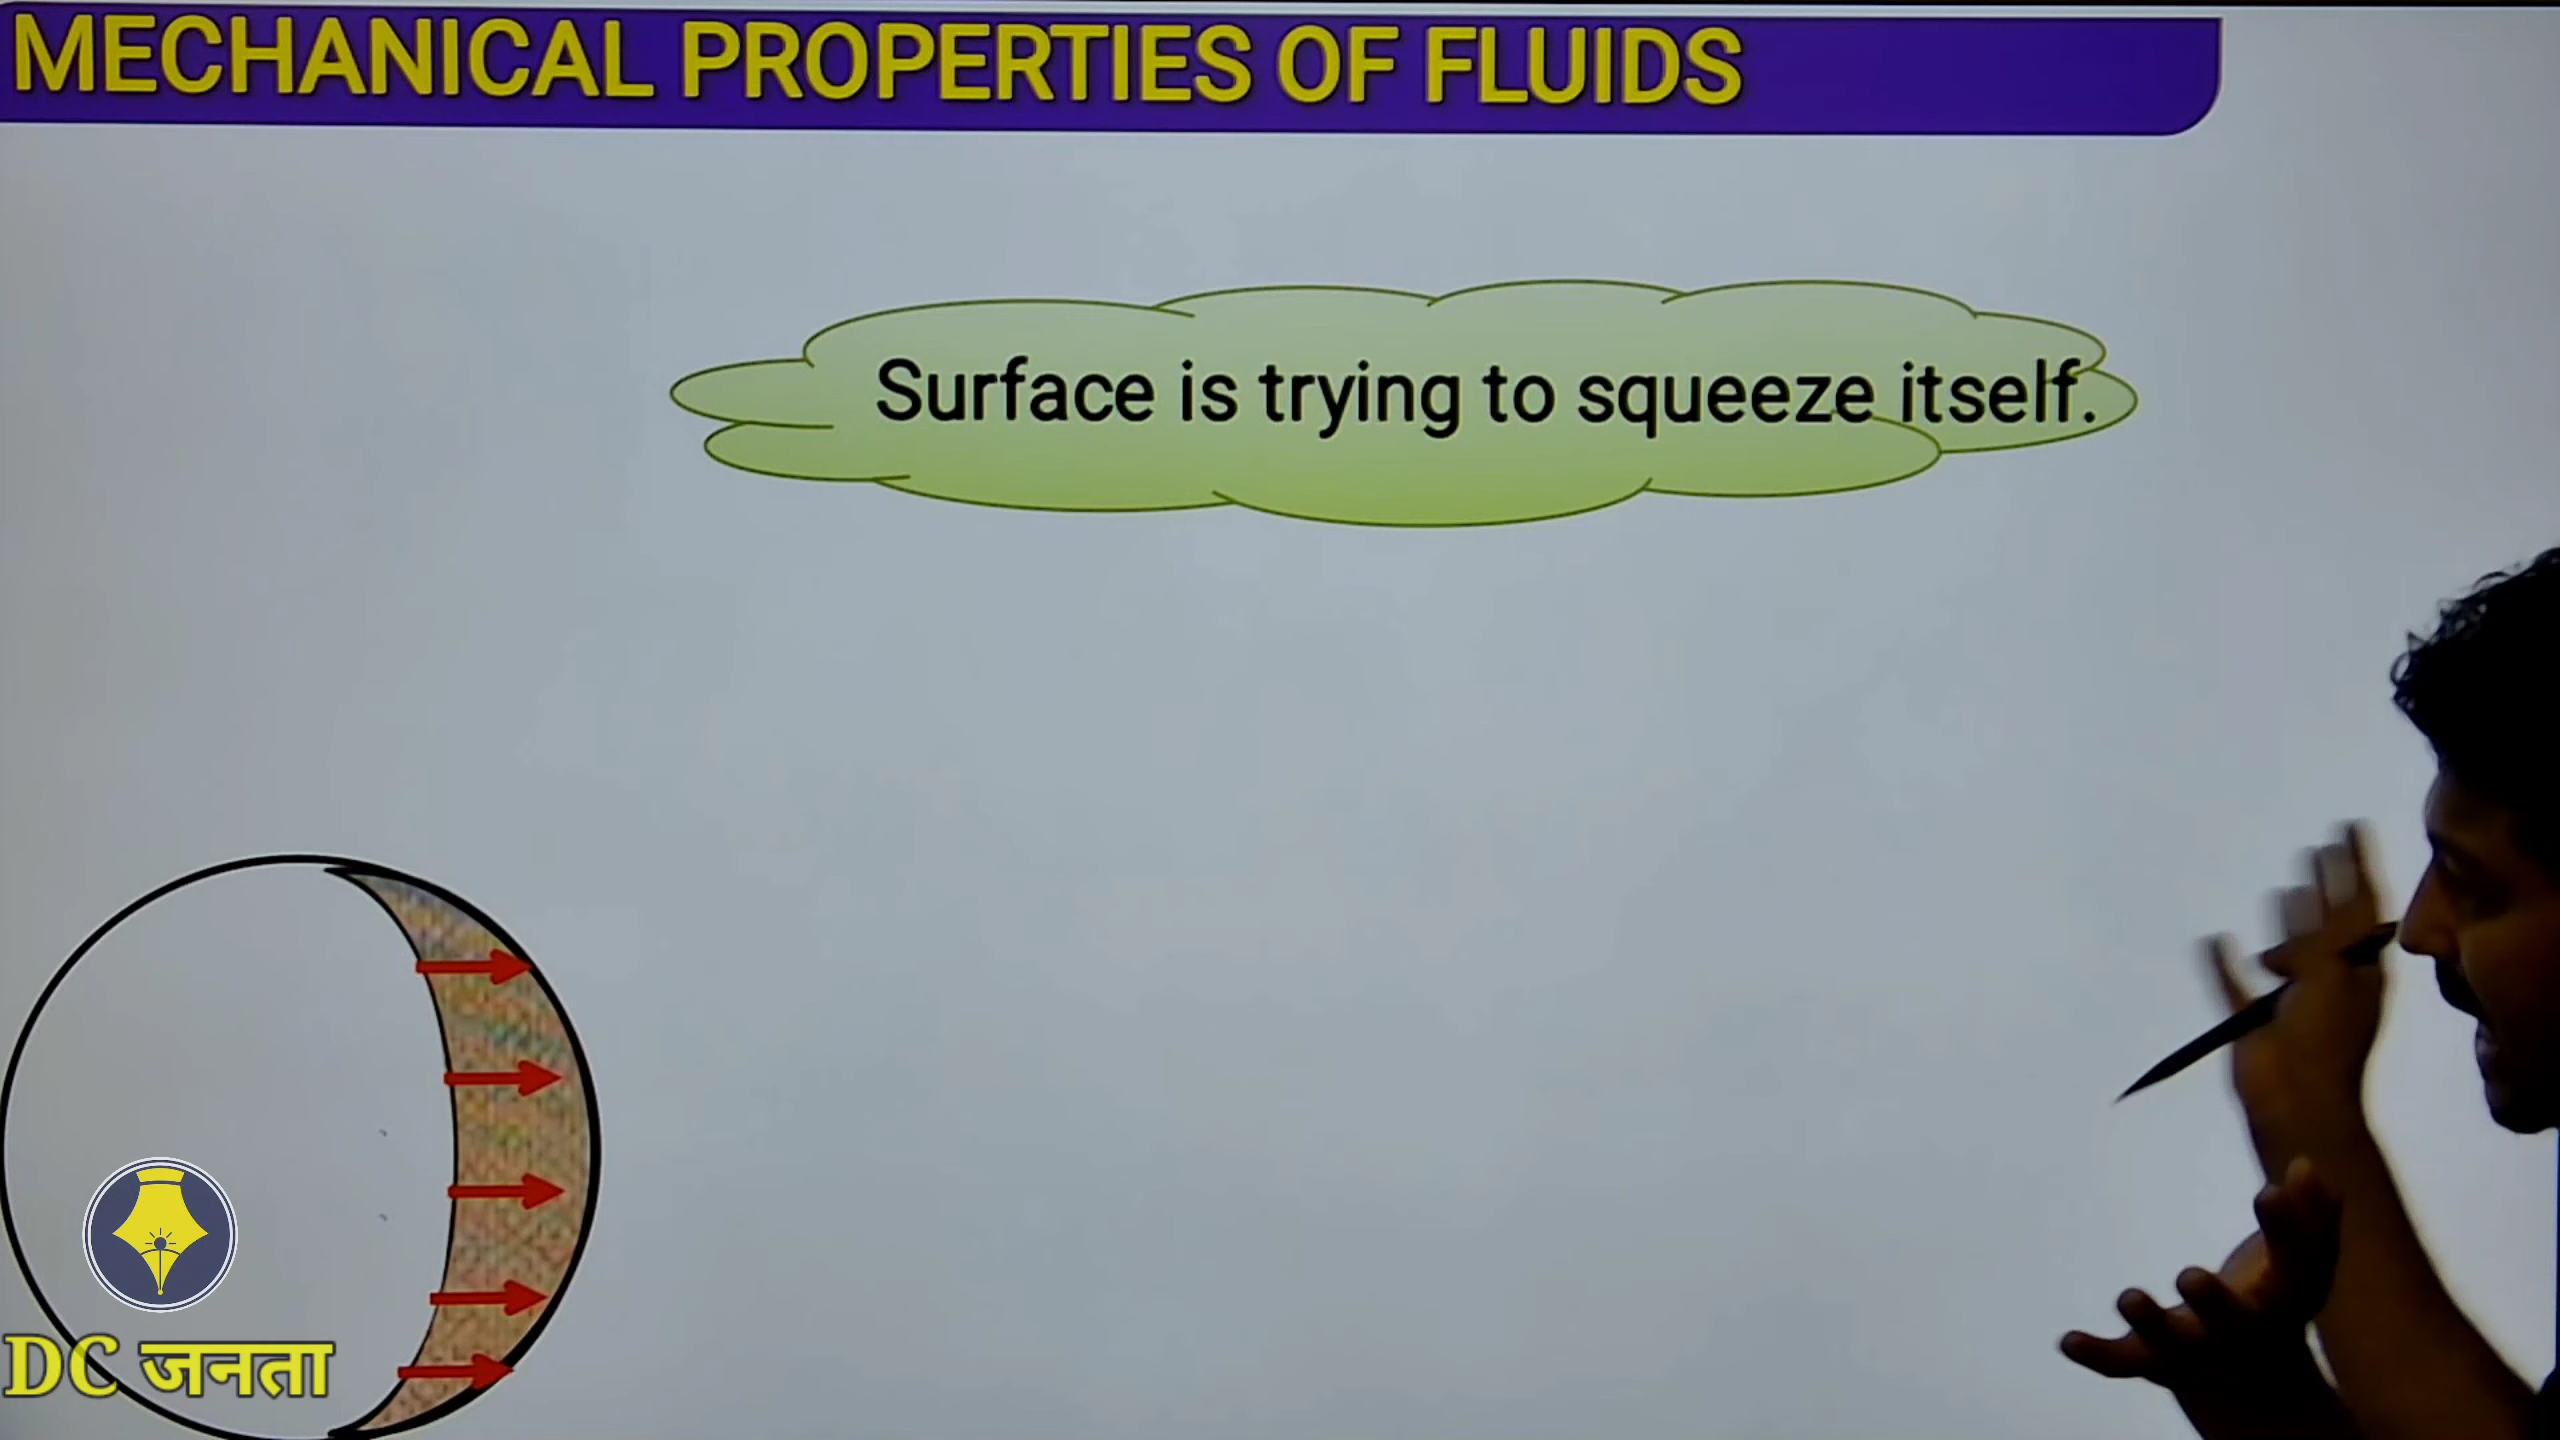 MECHANICAL PROPERTIES OF FLUIDS
Surface is trying to squeeze itself.
DC जनता